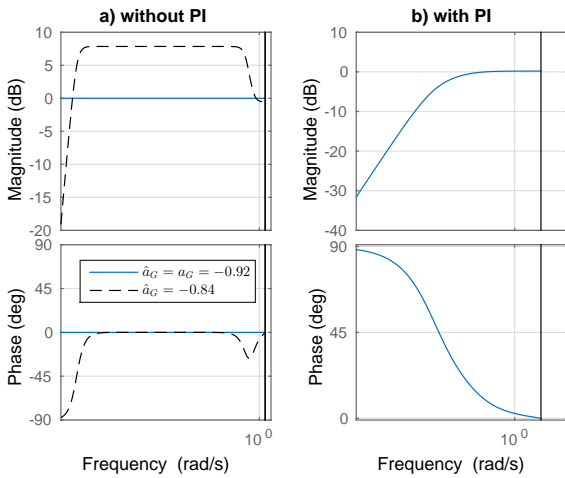 a) without PI
b) with PI
Magnitude (dB)
10
5
0
-5
-10
-15
-20
Magnitude (dB)
10
0
-10
-20
-30
-40
Phase (deg)
90
45
0
-45
-90
â_G = a_G = −0.92
â_G = −0.84
10^0
Frequency (rad/s)
Phase (deg)
90
45
0
10^0
Frequency (rad/s)